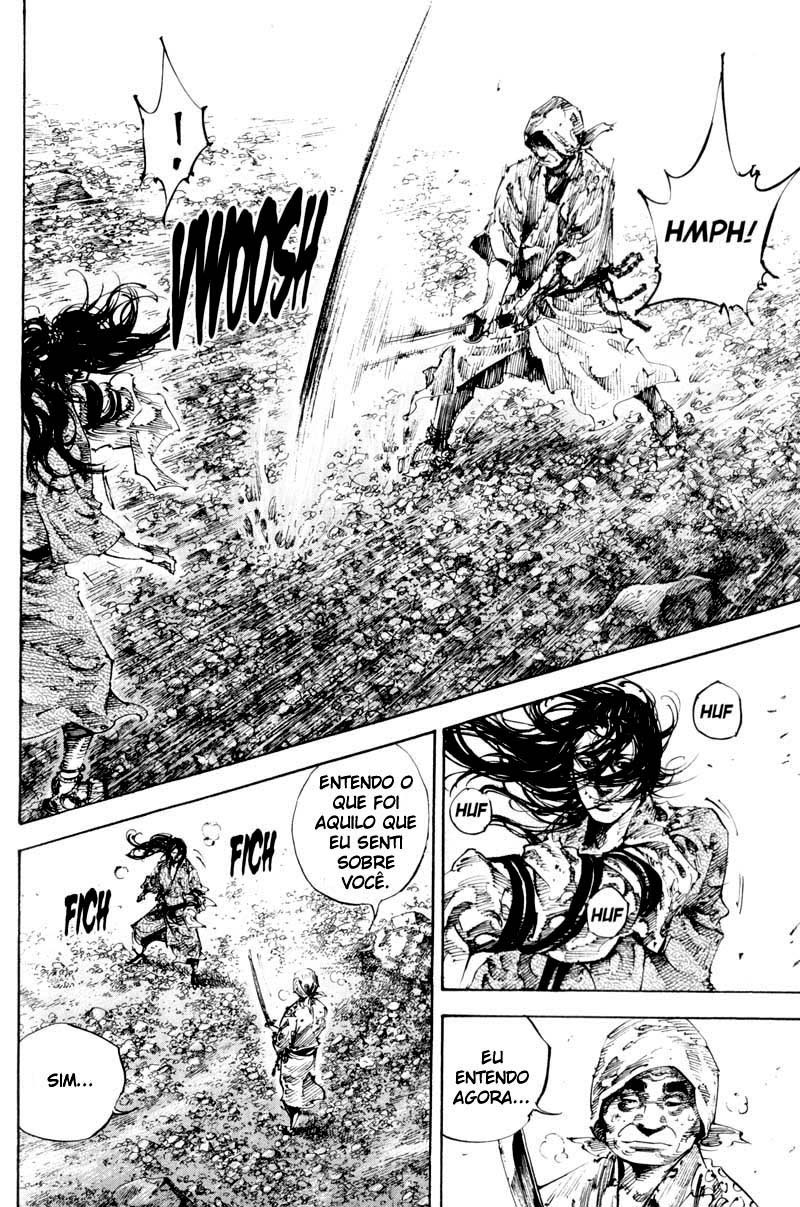 HMPH!
!
VWOOSH
HUF
HUF
HUF
EU
ENTENDO
AGORA...
ENTENDO O
QUE FOI
AQUILO QUE
EU SENTI
SOBRE
VOCÊ.
FICH
FICH
SIM...